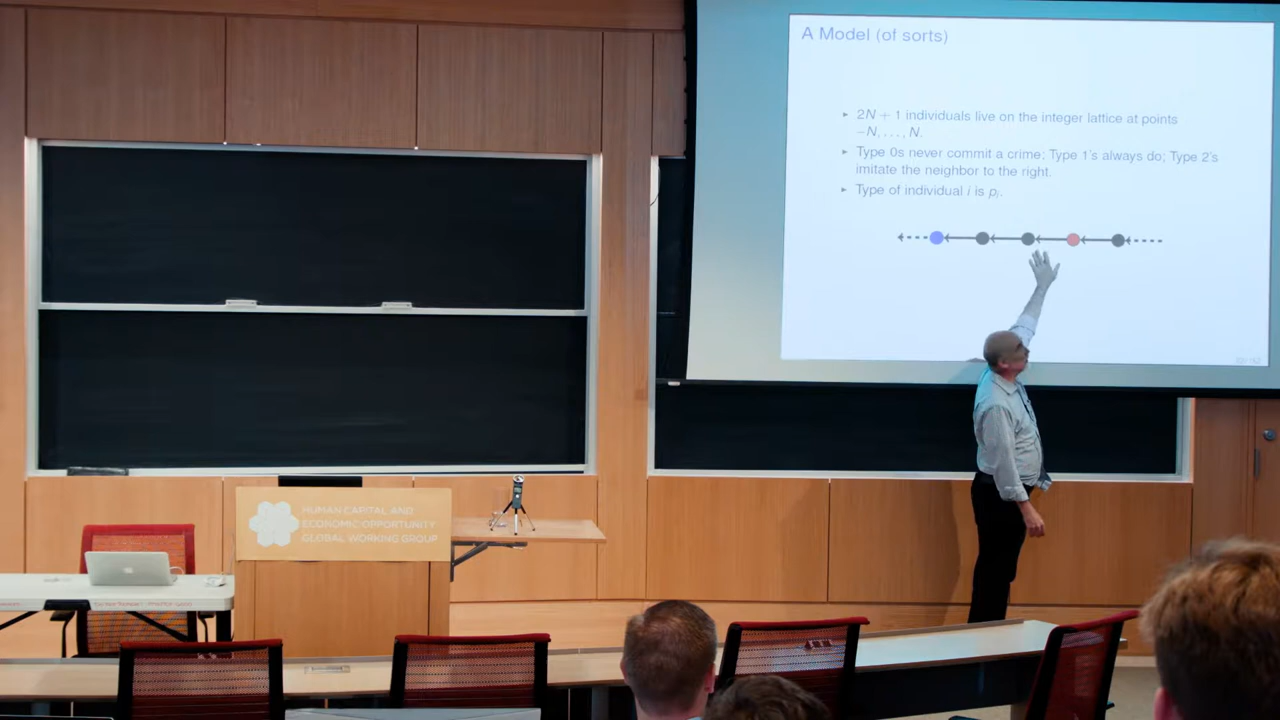 A Model (of sorts)
▸ 2N + 1 individuals live on the integer lattice at points
−N, . . . , N.
▸ Type 0s never commit a crime; Type 1's always do; Type 2's
imitate the neighbor to the right.
▸ Type of individual i is pᵢ.
HUMAN CAPITAL AND
ECONOMIC OPPORTUNITY
GLOBAL WORKING GROUP